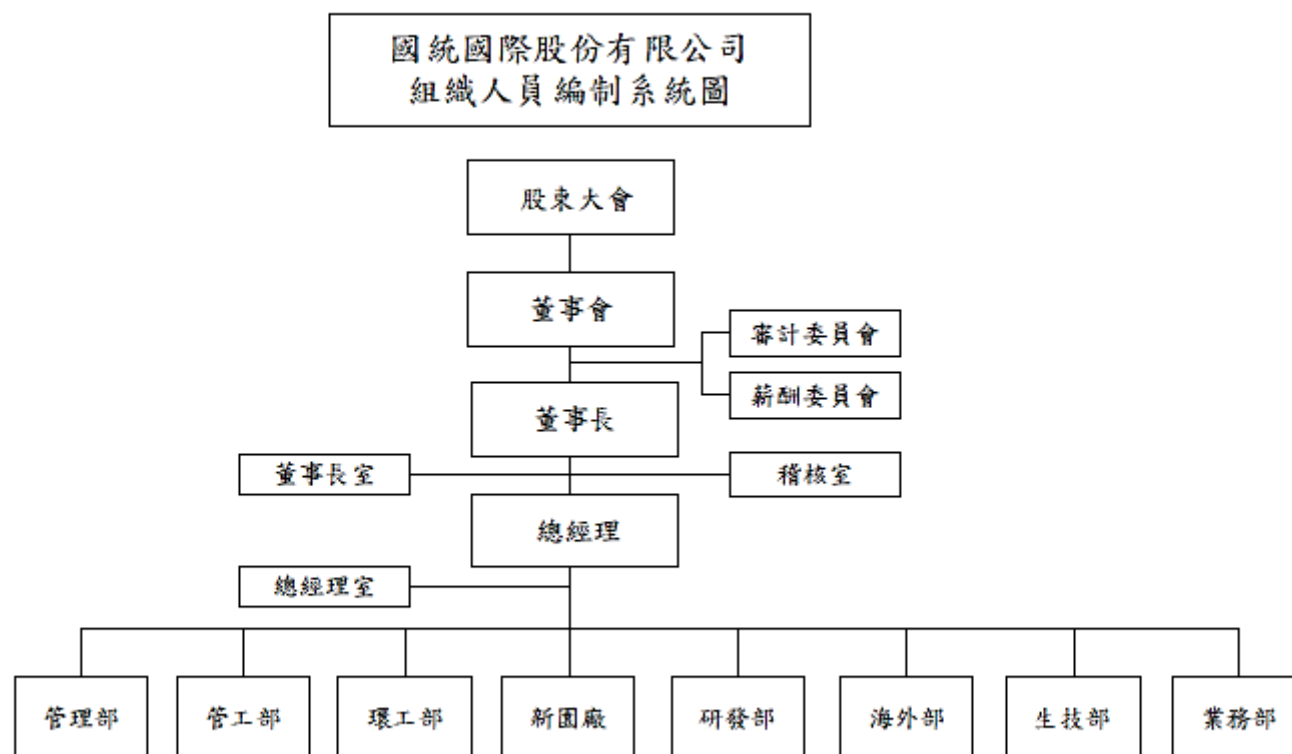 國統國際股份有限公司
組織人員編制系統圖
股東大會
董事會
審計委員會
薪酬委員會
董事長
董事長室
稽核室
總經理
總經理室
管理部
管工部
環工部
新園廠
研發部
海外部
生技部
業務部